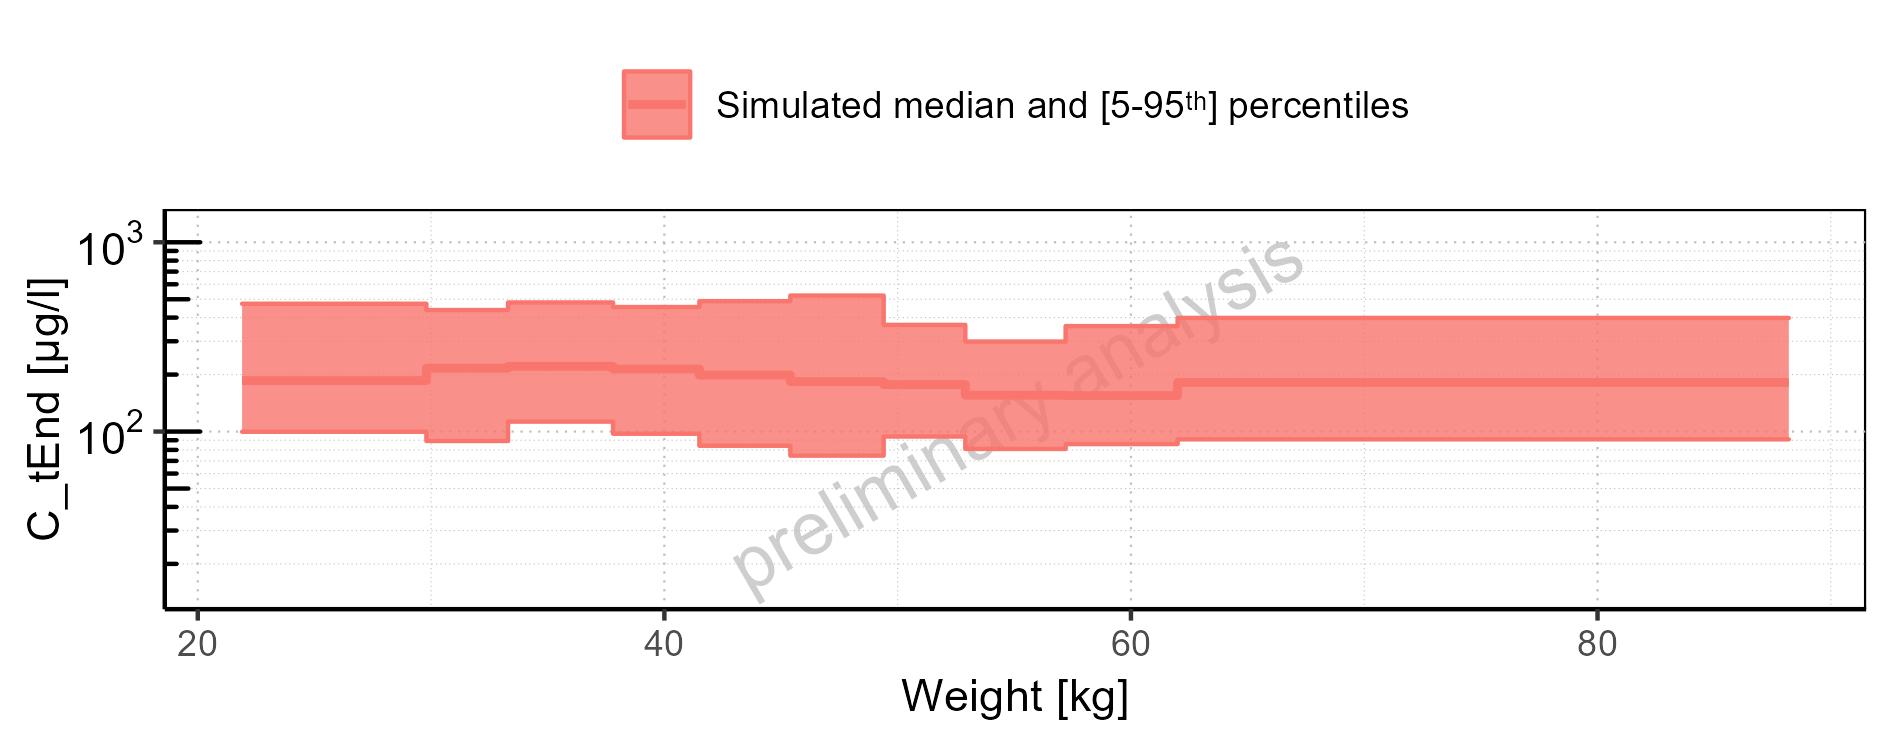 Simulated median and [5-95th] percentiles
10³
10²
C_tEnd [µg/l]
preliminary analysis
20 40 60 80
Weight [kg]